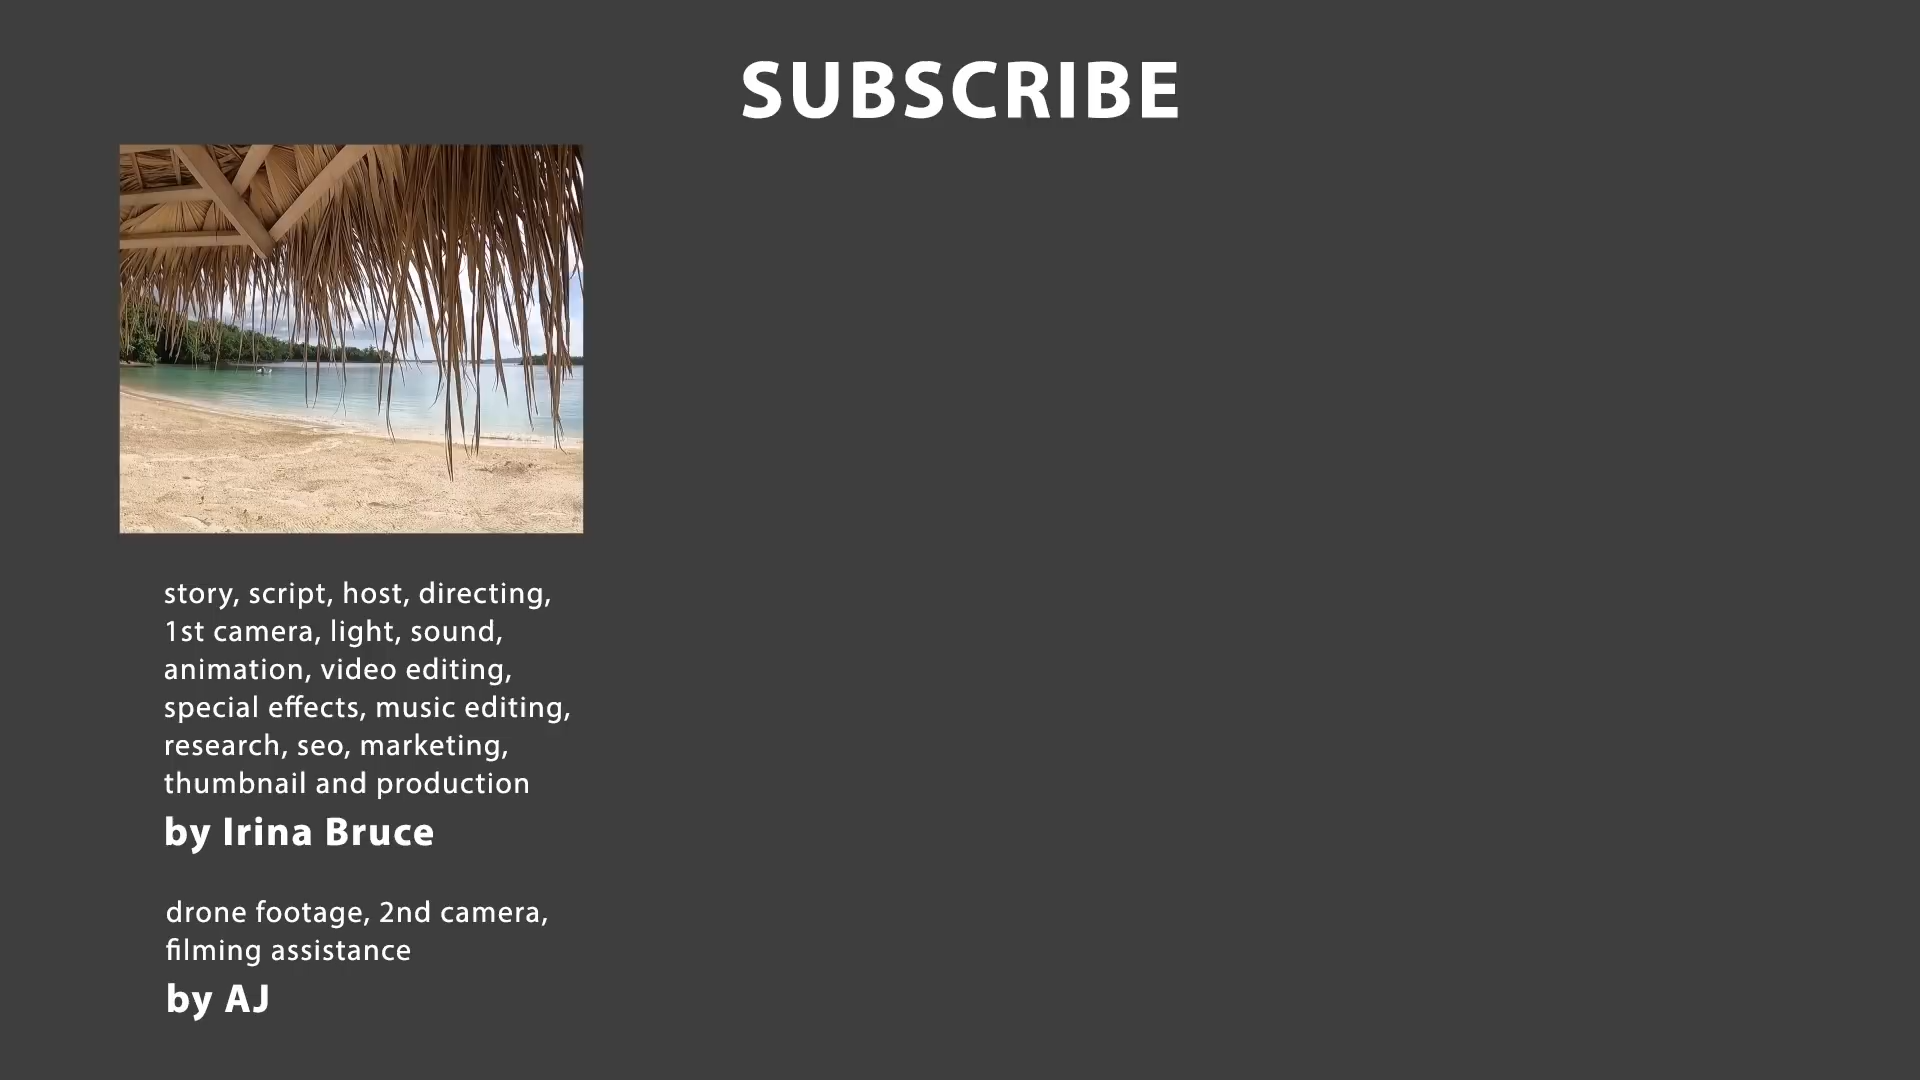 SUBSCRIBE
story, script, host, directing,
1st camera, light, sound,
animation, video editing,
special effects, music editing,
research, seo, marketing,
thumbnail and production
by Irina Bruce
drone footage, 2nd camera,
filming assistance
by AJ